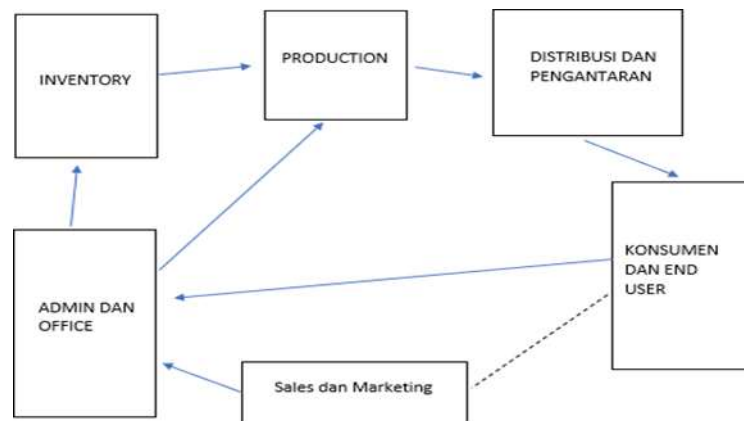 INVENTORY
PRODUCTION
DISTRIBUSI DAN
PENGANTARAN
KONSUMEN
DAN END
USER
ADMIN DAN
OFFICE
Sales dan Marketing